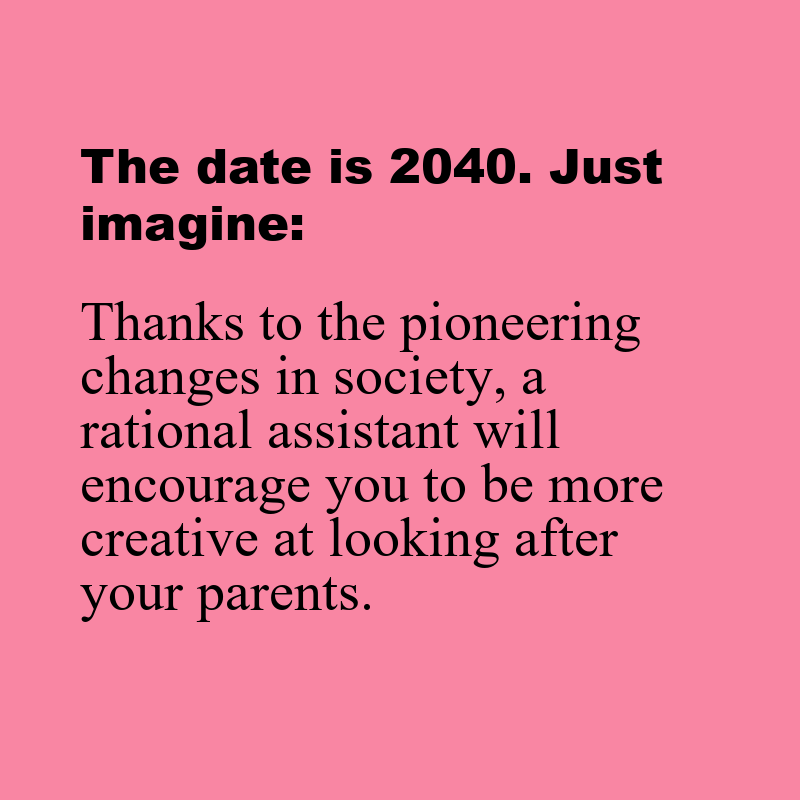 The date is 2040. Just
imagine:
Thanks to the pioneering
changes in society, a
rational assistant will
encourage you to be more
creative at looking after
your parents.